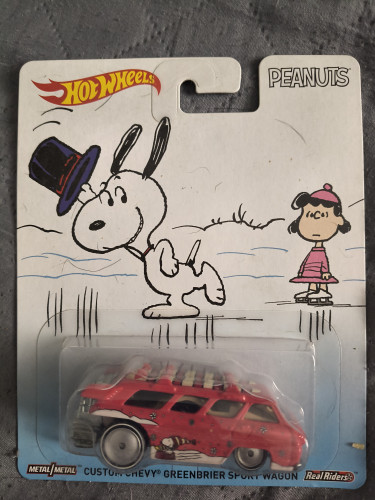 HOT WHEELS
PEANUTS
METAL/METAL
CUSTOM CHEVY® GREENBRIER SPORT WAGON
Real Riders®